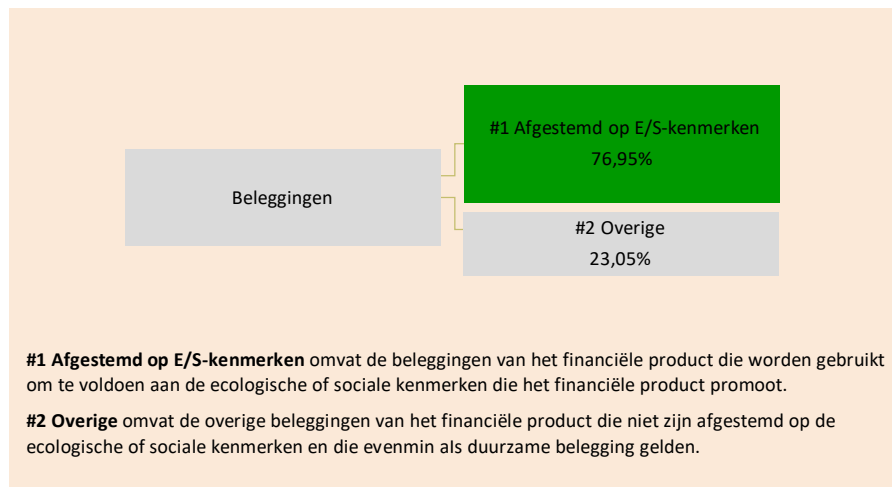 #1 Afgestemd op E/S-kenmerken
76,95%
Beleggingen
#2 Overige
23,05%
#1 Afgestemd op E/S-kenmerken omvat de beleggingen van het financiële product die worden gebruikt
om te voldoen aan de ecologische of sociale kenmerken die het financiële product promoot.
#2 Overige omvat de overige beleggingen van het financiële product die niet zijn afgestemd op de
ecologische of sociale kenmerken en die evenmin als duurzame belegging gelden.